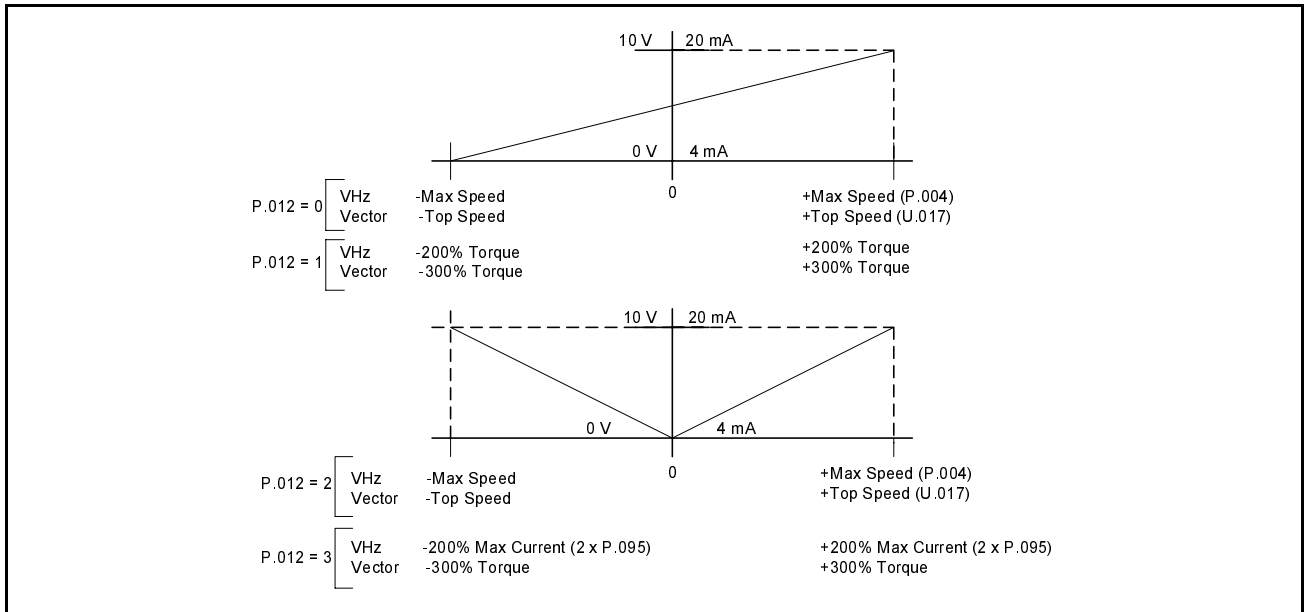 10 V 20 mA
0 V 4 mA
0
P.012 = 0 VHz -Max Speed +Max Speed (P.004)
Vector -Top Speed +Top Speed (U.017)
P.012 = 1 VHz -200% Torque +200% Torque
Vector -300% Torque +300% Torque
10 V 20 mA
0 V 4 mA
0
P.012 = 2 VHz -Max Speed +Max Speed (P.004)
Vector -Top Speed +Top Speed (U.017)
P.012 = 3 VHz -200% Max Current (2 x P.095) +200% Max Current (2 x P.095)
Vector -300% Torque +300% Torque